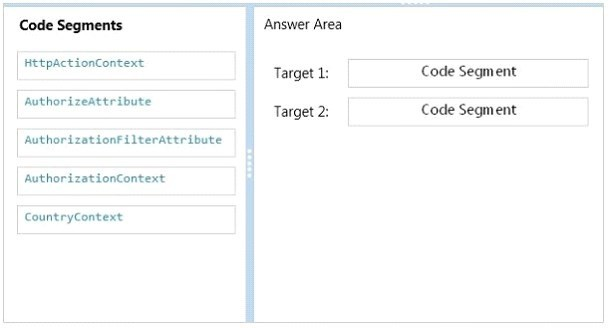 Code Segments
HttpActionContext
AuthorizeAttribute
AuthorizationFilterAttribute
AuthorizationContext
CountryContext
Answer Area
Target 1: Code Segment
Target 2: Code Segment